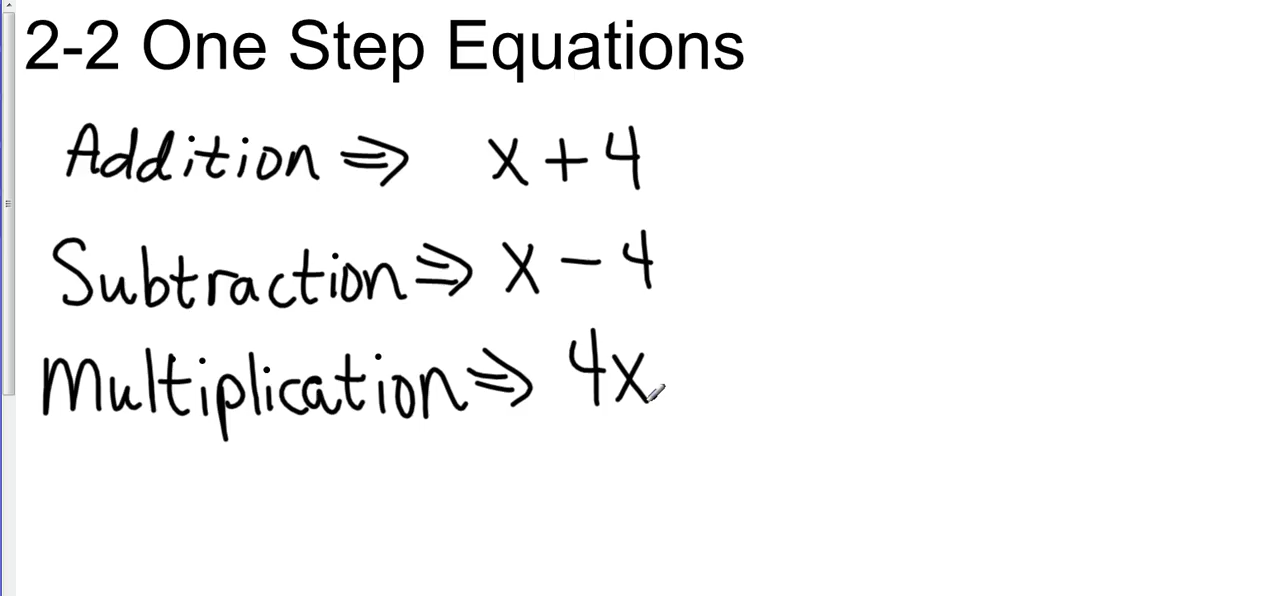 2-2 One Step Equations
Addition ⇒ x + 4
Subtraction ⇒ x - 4
Multiplication ⇒ 4x